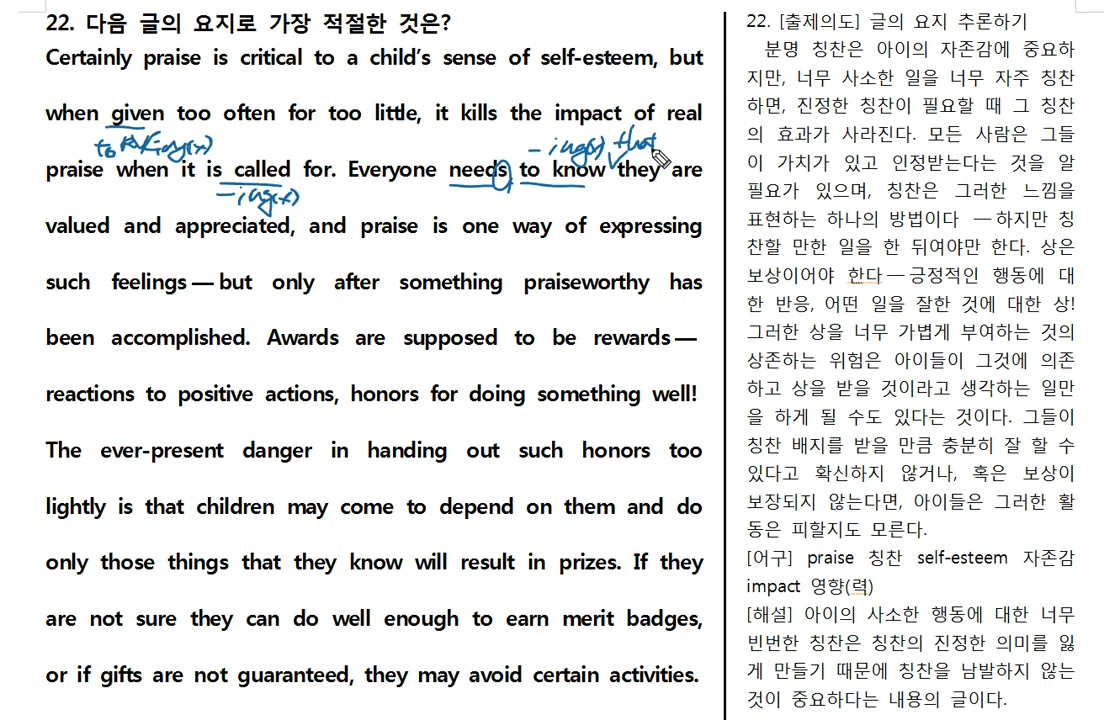 22. 다음 글의 요지로 가장 적절한 것은?
Certainly praise is critical to a child's sense of self-esteem, but
when given too often for too little, it kills the impact of real
-ing(x) that
praise when it is called for. Everyone needs to know they are
-ing(x)
valued and appreciated, and praise is one way of expressing
such feelings — but only after something praiseworthy has
been accomplished. Awards are supposed to be rewards —
reactions to positive actions, honors for doing something well!
The ever-present danger in handing out such honors too
lightly is that children may come to depend on them and do
only those things that they know will result in prizes. If they
are not sure they can do well enough to earn merit badges,
or if gifts are not guaranteed, they may avoid certain activities.
22. [출제의도] 글의 요지 추론하기
분명 칭찬은 아이의 자존감에 중요하
지만, 너무 사소한 일을 너무 자주 칭찬
하면, 진정한 칭찬이 필요할 때 그 칭찬
의 효과가 사라진다. 모든 사람은 그들
이 가치가 있고 인정받는다는 것을 알
필요가 있으며, 칭찬은 그러한 느낌을
표현하는 하나의 방법이다 ─ 하지만 칭
찬할 만한 일을 한 뒤여야만 한다. 상은
보상이어야 한다 ─ 긍정적인 행동에 대
한 반응, 어떤 일을 잘한 것에 대한 상!
그러한 상을 너무 가볍게 부여하는 것의
상존하는 위험은 아이들이 그것에 의존
하고 상을 받을 것이라고 생각하는 일만
을 하게 될 수도 있다는 것이다. 그들이
칭찬 배지를 받을 만큼 충분히 잘 할 수
있다고 확신하지 않거나, 혹은 보상이
보장되지 않는다면, 아이들은 그러한 활
동은 피할지도 모른다.
[어구] praise 칭찬 self-esteem 자존감
impact 영향(력)
[해설] 아이의 사소한 행동에 대한 너무
빈번한 칭찬은 칭찬의 진정한 의미를 잃
게 만들기 때문에 칭찬을 남발하지 않는
것이 중요하다는 내용의 글이다.